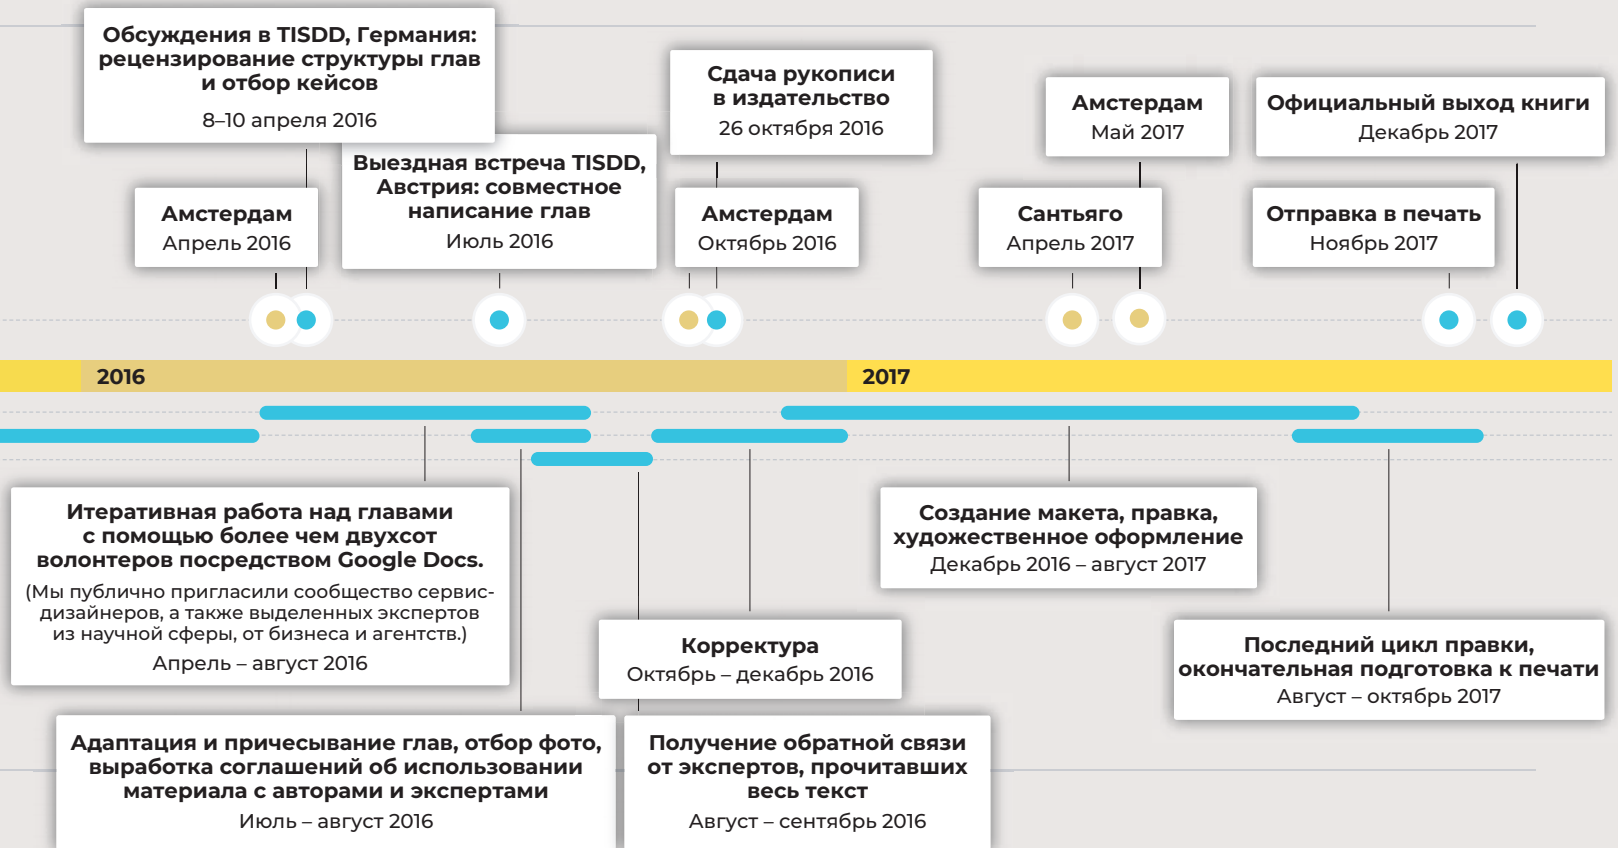 Обсуждения в TISDD, Германия:
рецензирование структуры глав
и отбор кейсов
8–10 апреля 2016
Амстердам
Апрель 2016
Выездная встреча TISDD,
Австрия: совместное
написание глав
Июль 2016
Сдача рукописи
в издательство
26 октября 2016
Амстердам
Октябрь 2016
Амстердам
Май 2017
Сантьяго
Апрель 2017
Официальный выход книги
Декабрь 2017
Отправка в печать
Ноябрь 2017
2016
2017
Итеративная работа над главами
с помощью более чем двухсот
волонтеров посредством Google Docs.
(Мы публично пригласили сообщество сервис-
дизайнеров, а также выделенных экспертов
из научной сферы, от бизнеса и агентств.)
Апрель – август 2016
Адаптация и причесывание глав, отбор фото,
выработка соглашений об использовании
материала с авторами и экспертами
Июль – август 2016
Корректура
Октябрь – декабрь 2016
Получение обратной связи
от экспертов, прочитавших
весь текст
Август – сентябрь 2016
Создание макета, правка,
художественное оформление
Декабрь 2016 – август 2017
Последний цикл правки,
окончательная подготовка к печати
Август – октябрь 2017